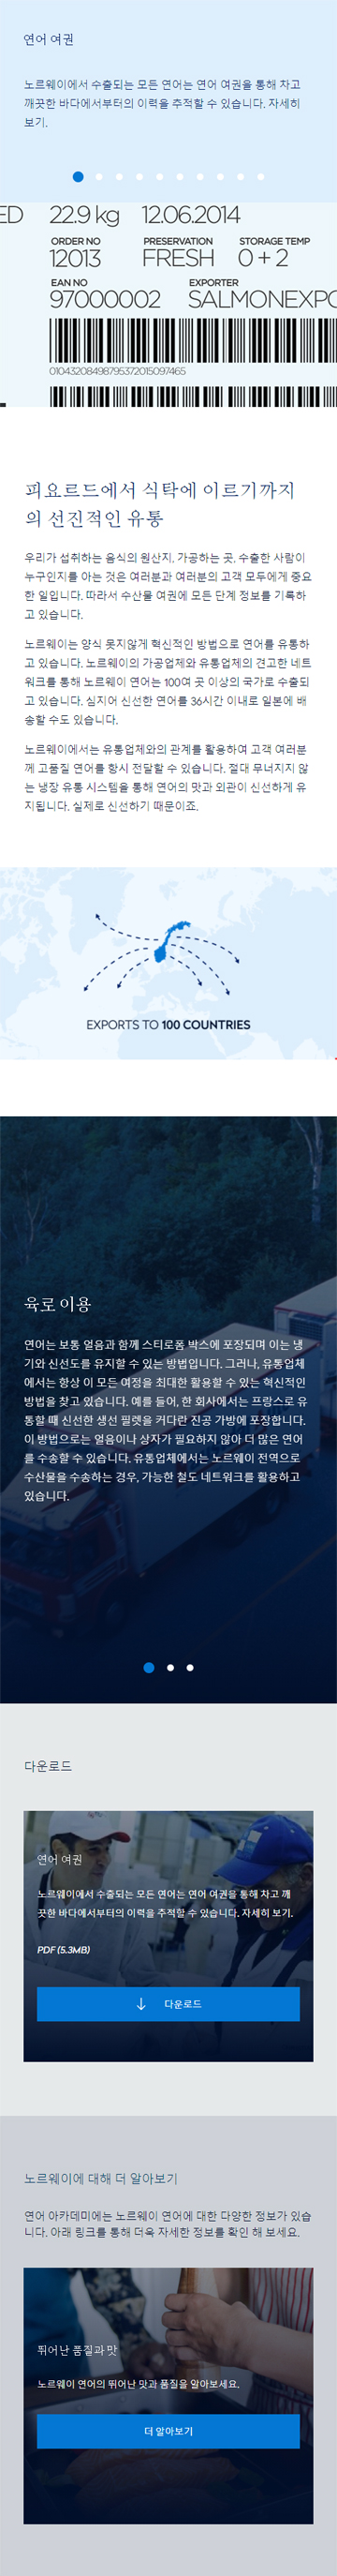 연어 여권
노르웨이에서 수출되는 모든 연어는 연어 여권을 통해 차고
깨끗한 바다에서부터의 이력을 추적할 수 있습니다. 자세히
보기.
ED 22.9 kg 12.06.2014
ORDER NO PRESERVATION STORAGE TEMP
12013 FRESH 0 + 2
EAN NO EXPORTER
97000002 SALMONEXPO
0104320849879537201509 7465
피요르드에서 식탁에 이르기까지
의 선진적인 유통
우리가 섭취하는 음식의 원산지, 가공하는 곳, 수출한 사람이
누구인지를 아는 것은 여러분과 여러분의 고객 모두에게 중요
한 일입니다. 따라서 수산물 여권에 모든 단계 정보를 기록하
고 있습니다.
노르웨이는 양식 못지않게 혁신적인 방법으로 연어를 유통하
고 있습니다. 노르웨이의 가공업체와 유통업체의 견고한 네트
워크를 통해 노르웨이 연어는 100여 곳 이상의 국가로 수출되
고 있습니다. 심지어 신선한 연어를 36시간 이내로 일본에 배
송할 수도 있습니다.
노르웨이에서는 유통업체와의 관계를 활용하여 고객 여러분
께 고품질 연어를 항시 전달할 수 있습니다. 절대 무너지지 않
는 냉장 유통 시스템을 통해 연어의 맛과 외관이 신선하게 유
지됩니다. 실제로 신선하기 때문이죠.
EXPORTS TO 100 COUNTRIES
육로 이용
연어는 보통 얼음과 함께 스티로폼 박스에 포장되며 이는 냉
기와 신선도를 유지할 수 있는 방법입니다. 그러나, 유통업체
에서는 항상 이 모든 여정을 최대한 활용할 수 있는 혁신적인
방법을 찾고 있습니다. 예를 들어, 한 회사에서는 프랑스로 유
통할 때 신선한 생선 필렛을 커다란 진공 가방에 포장합니다.
이 방법으로는 얼음이나 상자가 필요하지 않아 더 많은 연어
를 수송할 수 있습니다. 유통업체에서는 노르웨이 전역으로
수산물을 수송하는 경우, 가능한 철도 네트워크를 활용하고
있습니다.
다운로드
연어 여권
노르웨이에서 수출되는 모든 연어는 연어 여권을 통해 차고 깨
끗한 바다에서부터의 이력을 추적할 수 있습니다. 자세히 보기.
PDF (5.3MB)
다운로드
노르웨이에 대해 더 알아보기
연어 아카데미에는 노르웨이 연어에 대한 다양한 정보가 있습
니다. 아래 링크를 통해 더욱 자세한 정보를 확인 해 보세요.
뛰어난 품질과 맛
노르웨이 연어의 뛰어난 맛과 품질을 알아보세요.
더 알아보기